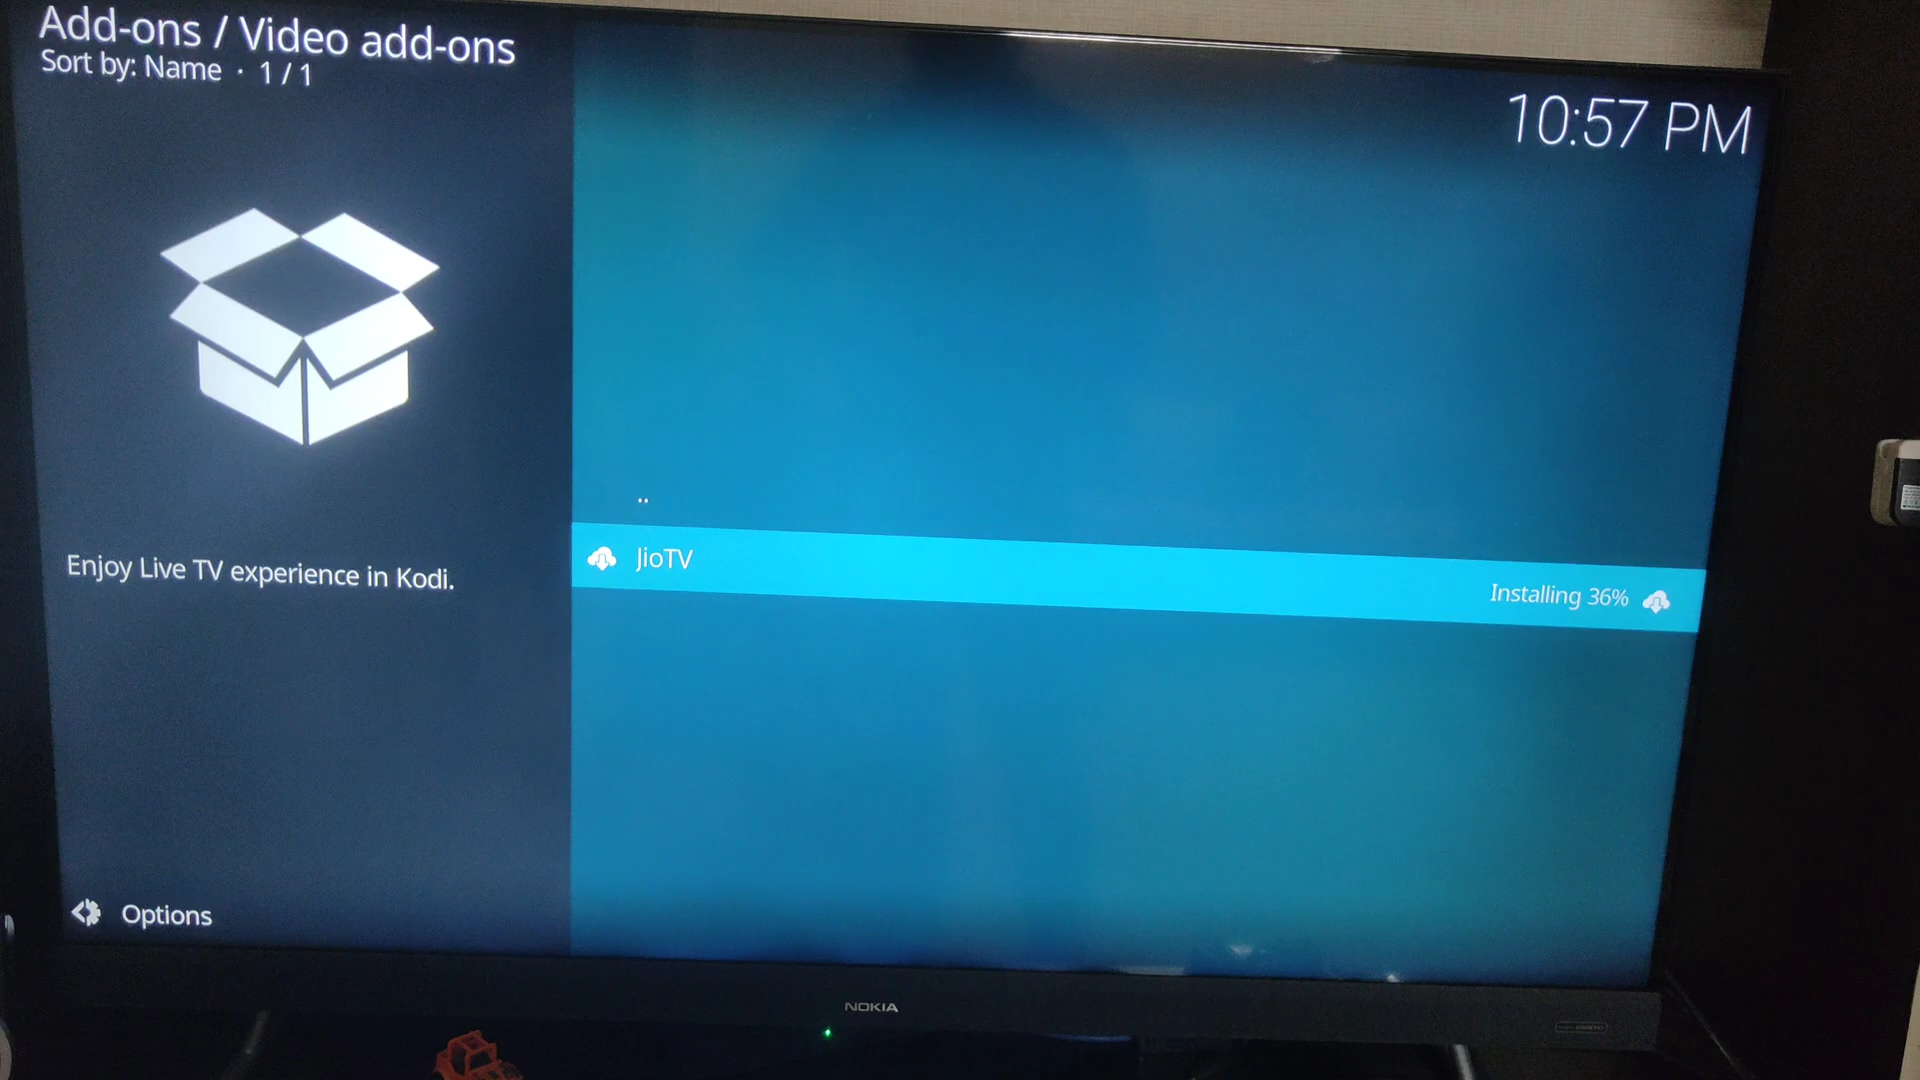 Add-ons / Video add-ons
Sort by: Name · 1 / 1
10:57 PM
..
JioTV
Installing 36%
Enjoy Live TV experience in Kodi.
Options
NOKIA